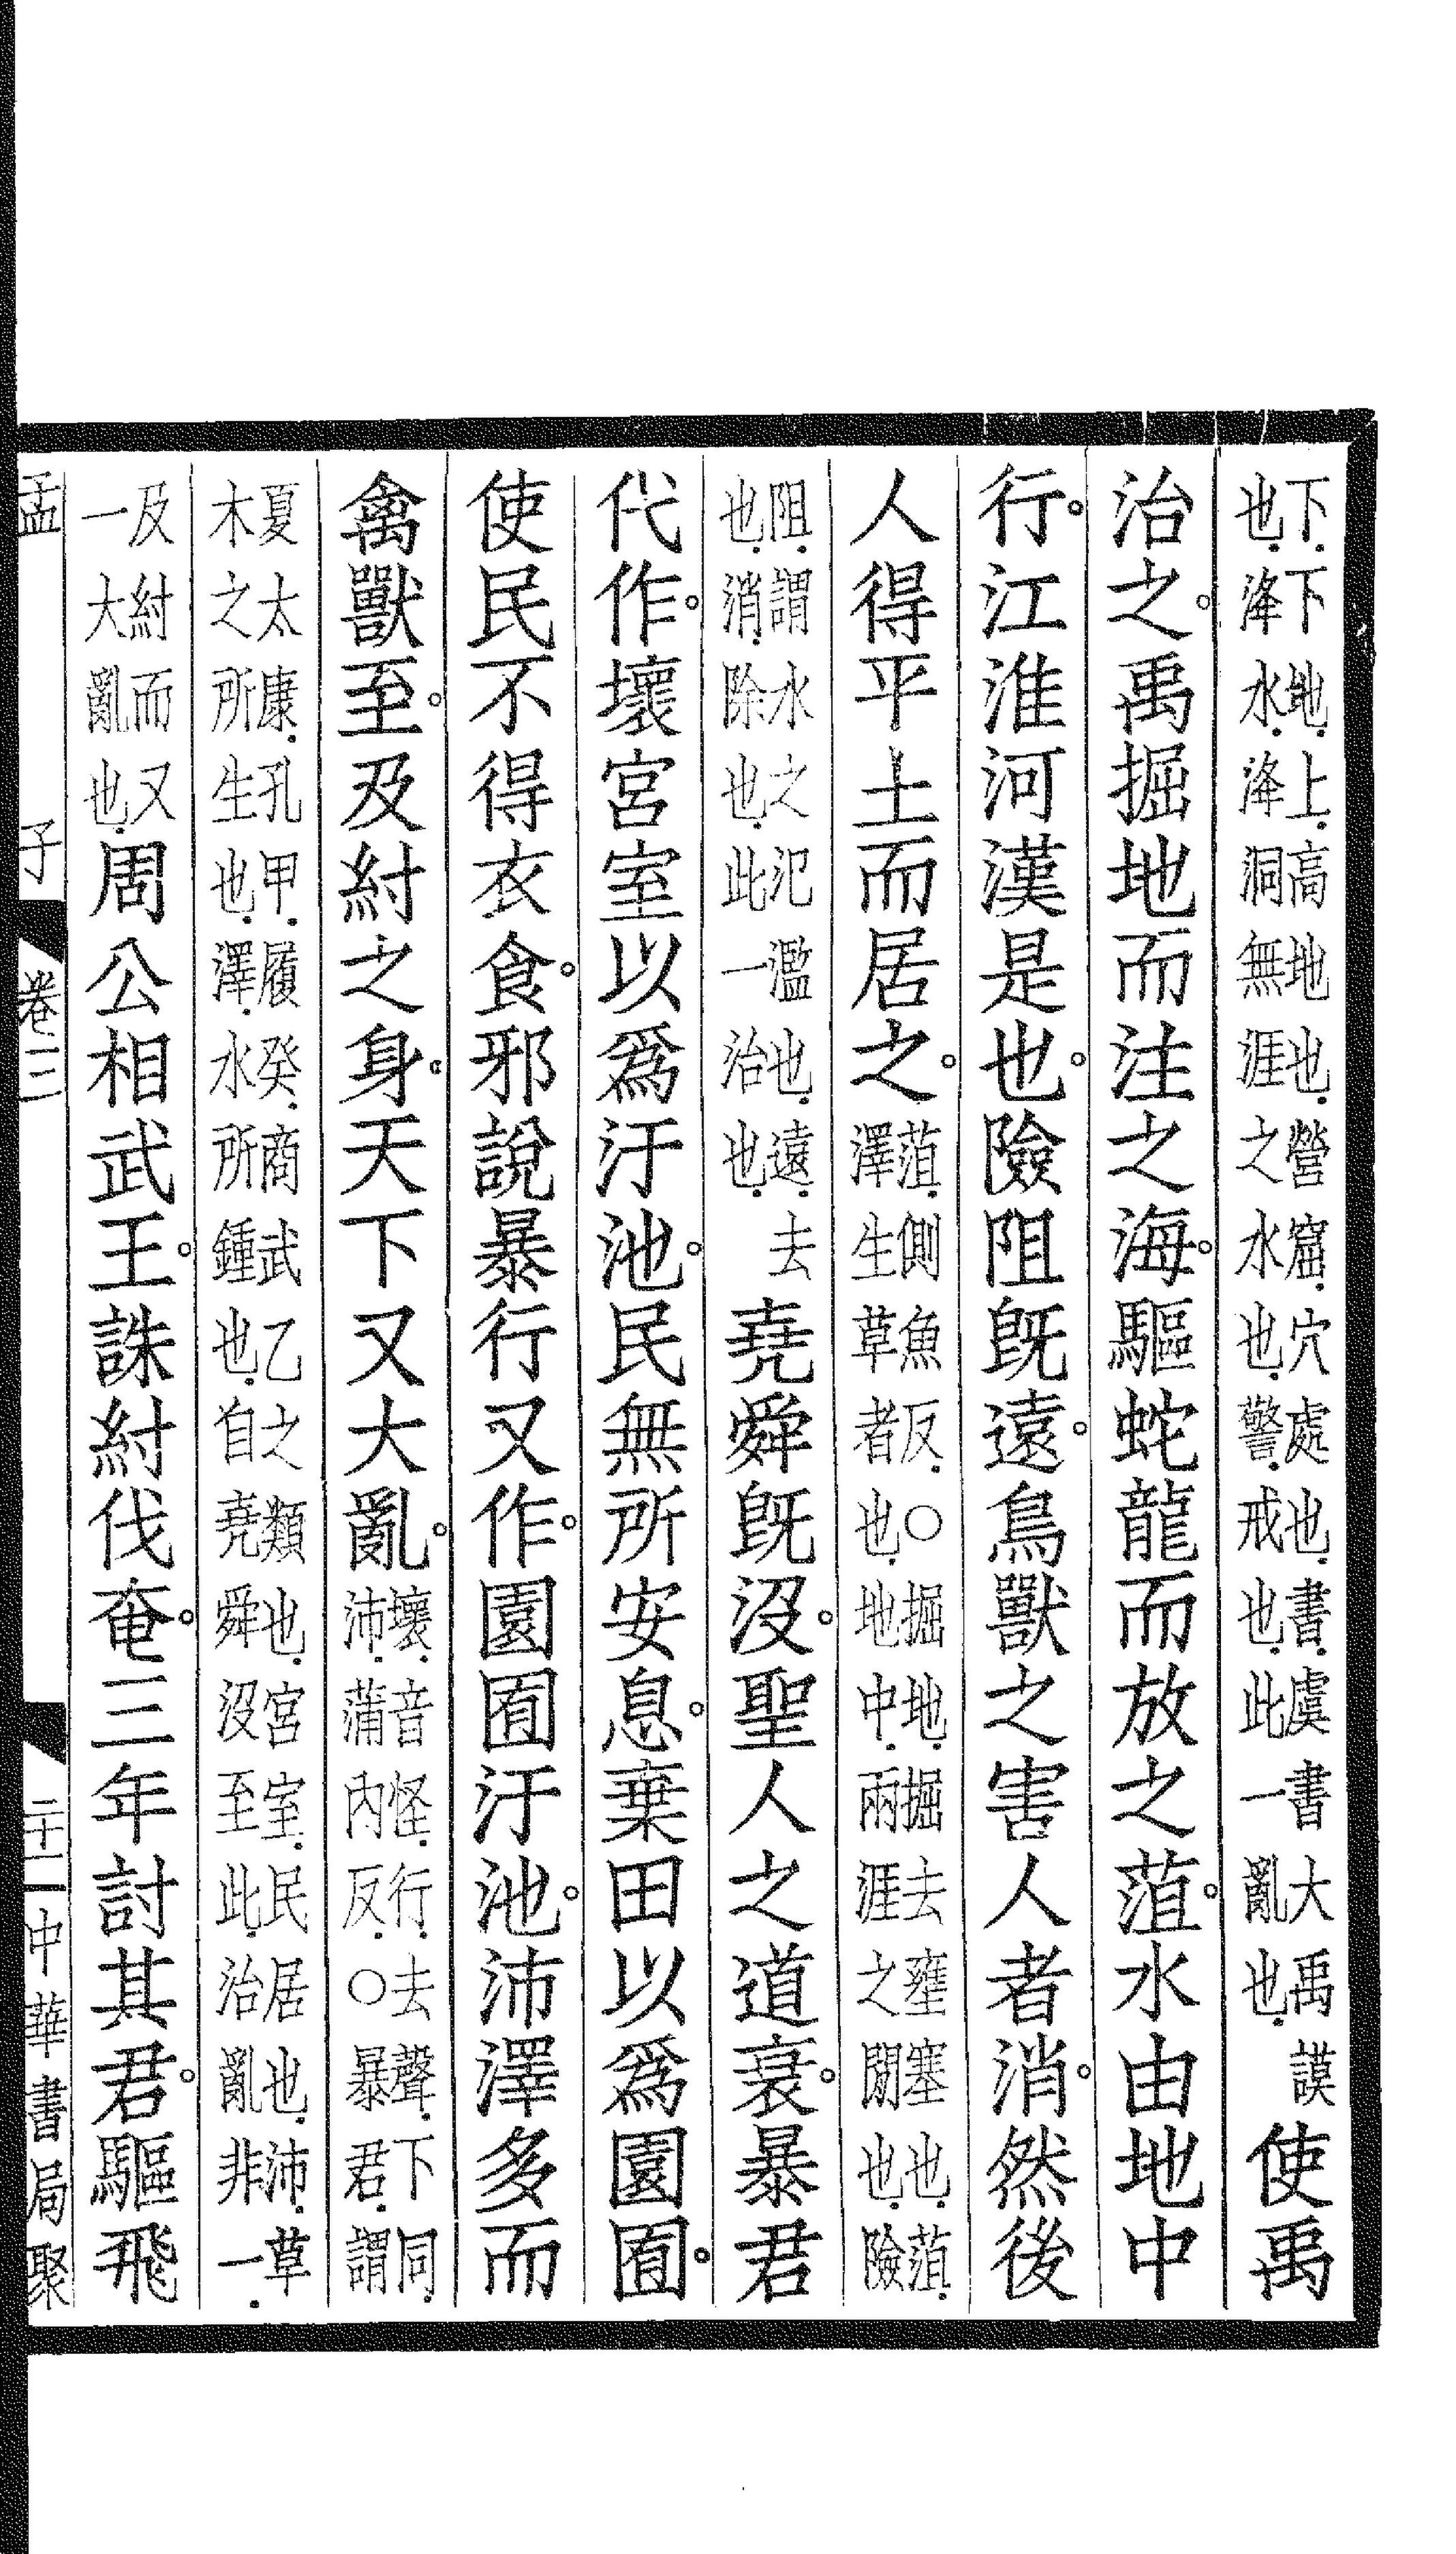 下．下地．上．高地也．營窟．穴處也．書．虞書大禹謨
也．洚水．洚洞無涯之水也．警．戒也．此一亂也．
使禹
治之。禹掘地而注之海。驅蛇龍而放之菹。水由地中
行。江淮河漢是也。險阻既遠。鳥獸之害人者消。然後
人得平土而居之。
菹．側魚反．○掘地．掘去壅塞也．菹．
澤生草者也．地中．兩涯之閒也．險
阻．謂水之氾濫也．遠．去
也．消．除也．此一治也．
堯舜既沒。聖人之道衰。暴君
代作。壞宮室以爲汙池。民無所安息。棄田以爲園囿。
使民不得衣食。邪說暴行又作。園囿汙池。沛澤多而
禽獸至。及紂之身。天下又大亂。
壞．音怪．行．去聲．下同．
沛．蒲內反．○暴君．謂
夏太康．孔甲．履癸．商武乙之類也．宮室．民居也．沛．草
木之所生也．澤．水所鍾也．自堯舜沒至此．治亂非一．
及紂而又
一大亂也．
周公相武王。誅紂伐奄。三年討其君。驅飛
孟子 卷三 二十二 中華書局聚